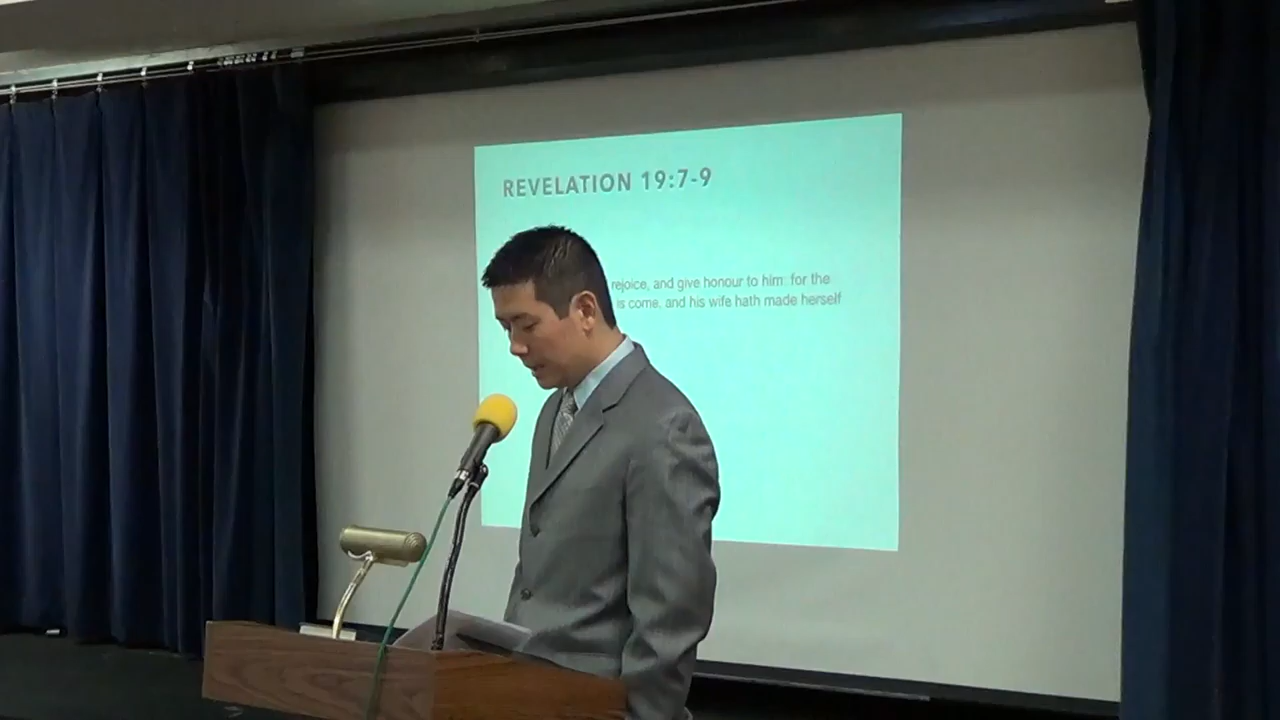 REVELATION 19:7-9
rejoice, and give honour to him: for the
is come, and his wife hath made herself